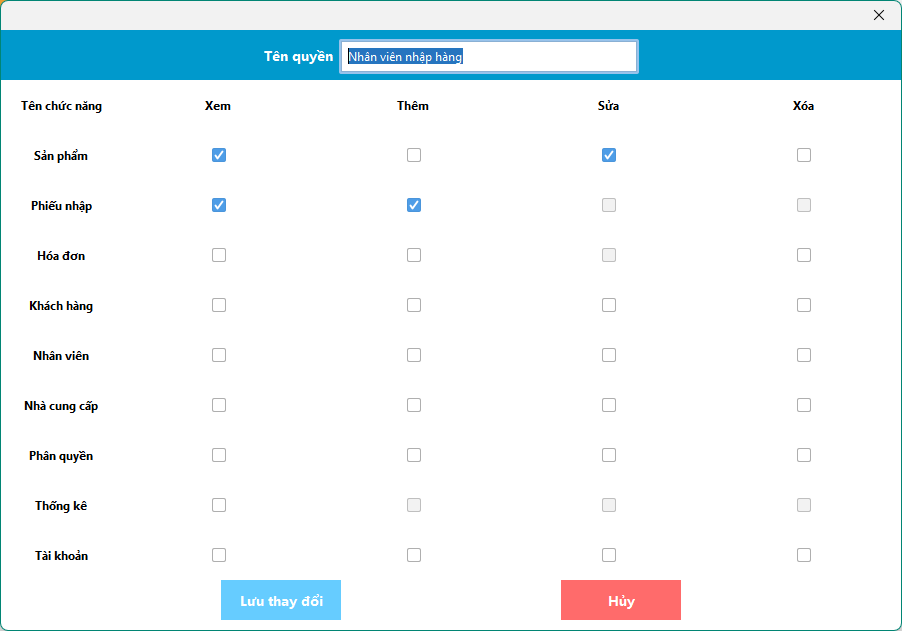 Tên quyền Nhân viên nhập hàng
Tên chức năng Xem Thêm Sửa Xóa
Sản phẩm
Phiếu nhập
Hóa đơn
Khách hàng
Nhân viên
Nhà cung cấp
Phân quyền
Thống kê
Tài khoản
Lưu thay đổi Hủy